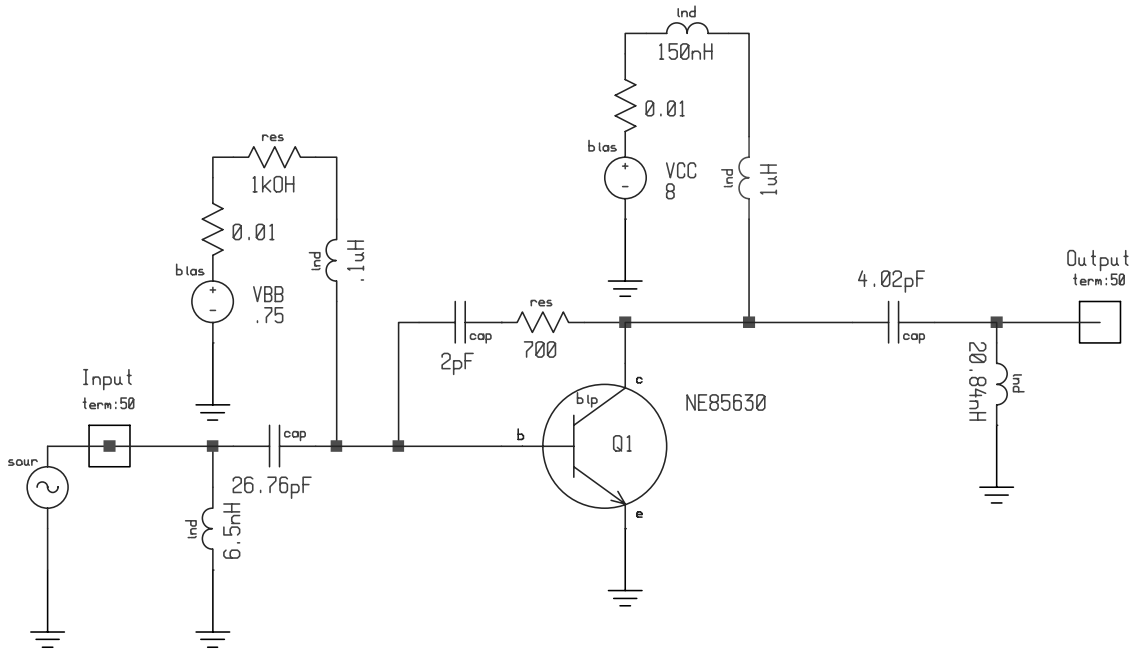 Ind
150nH
0.01
bias
VCC
8
Ind
1uH
res
1kOH
0.01
bias
VBB
.75
Ind
.1uH
Output
term:50
4.02pF
cap
res
700
2pF
cap
20.84nH
Ind
c
NE85630
bip
Q1
b
e
Input
term:50
cap
26.76pF
sour
Ind
6.5nH